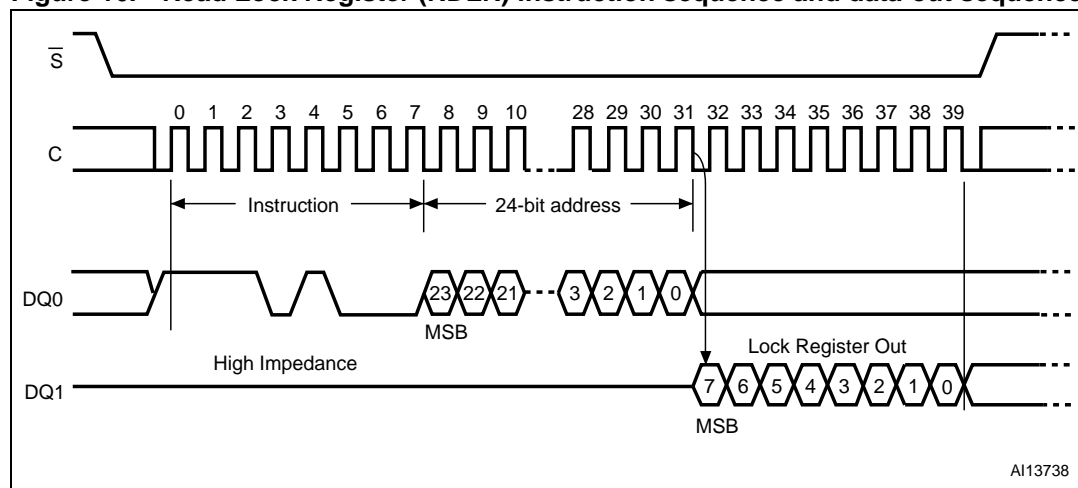 Figure 16. Read Lock Register (RDLR) instruction sequence and data-out sequence
S
0 1 2 3 4 5 6 7 8 9 10 28 29 30 31 32 33 34 35 36 37 38 39
C
Instruction 24-bit address
DQ0 23 22 21 3 2 1 0
MSB
High Impedance Lock Register Out
DQ1 7 6 5 4 3 2 1 0
MSB
AI13738